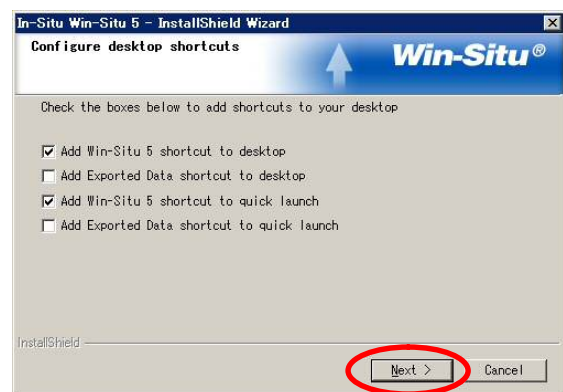 In-Situ Win-Situ 5 - InstallShield Wizard
Configure desktop shortcuts
Win-Situ®
Check the boxes below to add shortcuts to your desktop
Add Win-Situ 5 shortcut to desktop
Add Exported Data shortcut to desktop
Add Win-Situ 5 shortcut to quick launch
Add Exported Data shortcut to quick launch
InstallShield
Next >
Cancel